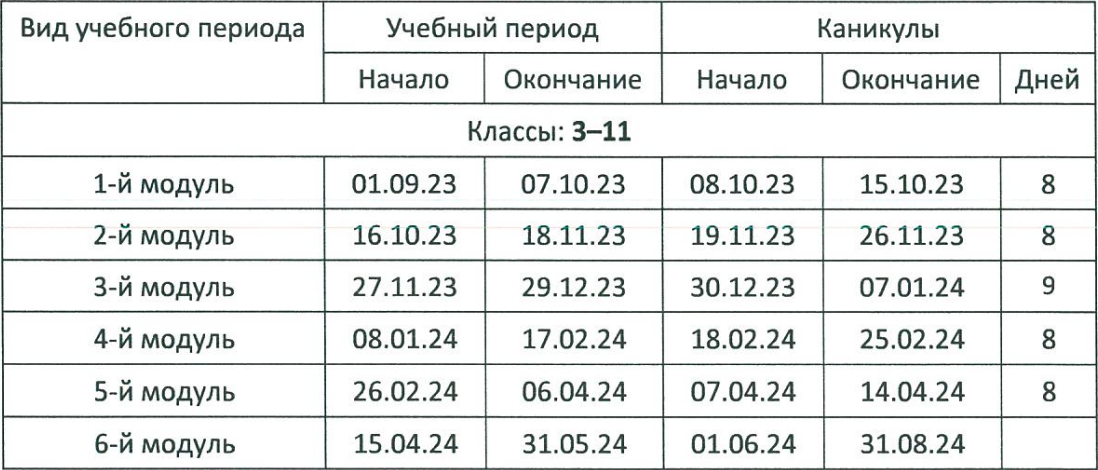 Вид учебного периода Учебный период Каникулы
Начало Окончание Начало Окончание Дней
Классы: 3–11
1-й модуль 01.09.23 07.10.23 08.10.23 15.10.23 8
2-й модуль 16.10.23 18.11.23 19.11.23 26.11.23 8
3-й модуль 27.11.23 29.12.23 30.12.23 07.01.24 9
4-й модуль 08.01.24 17.02.24 18.02.24 25.02.24 8
5-й модуль 26.02.24 06.04.24 07.04.24 14.04.24 8
6-й модуль 15.04.24 31.05.24 01.06.24 31.08.24